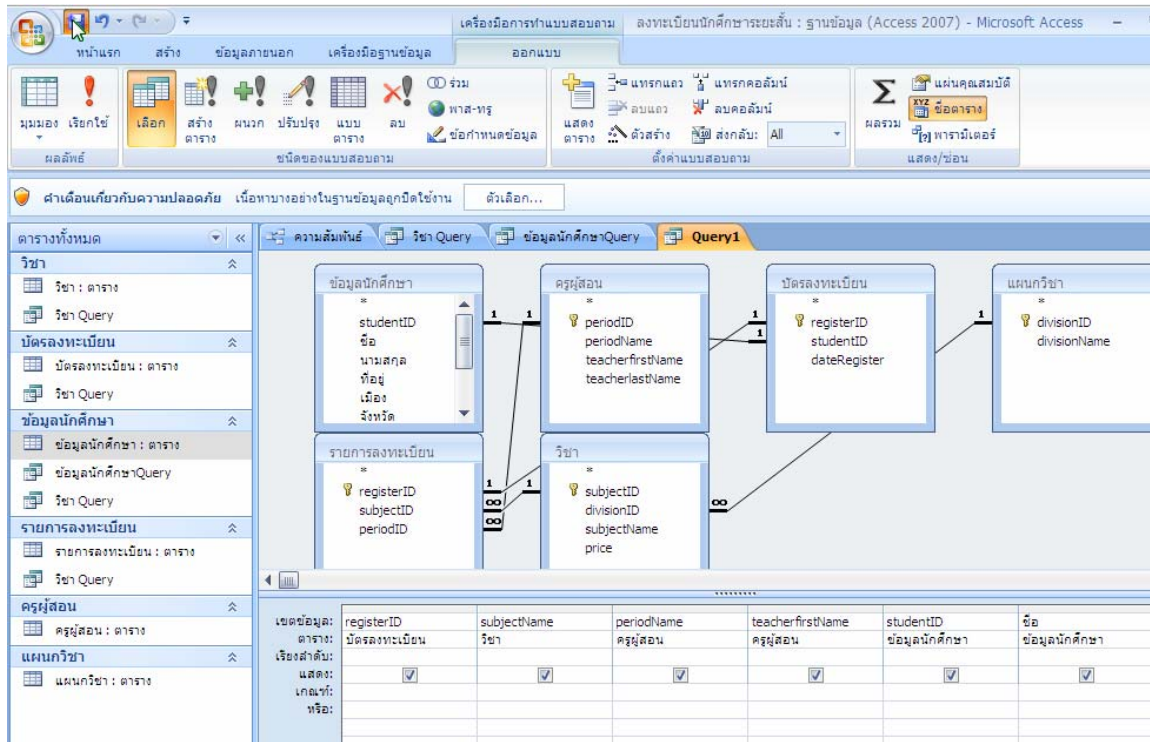 เครื่องมือการทำแบบสอบถาม ลงทะเบียนนักศึกษาระยะสั้น : ฐานข้อมูล (Access 2007) - Microsoft Access
หน้าแรก สร้าง ข้อมูลภายนอก เครื่องมือฐานข้อมูล ออกแบบ
มุมมอง เรียกใช้ เลือก สร้างตาราง ผนวก ปรับปรุง แบบตาราง ลบ
ร่วม
พาส-ทรู
ข้อกำหนดข้อมูล
แสดงตาราง
แทรกแถว แทรกคอลัมน์
ลบแถว ลบคอลัมน์
ตัวสร้าง ส่งกลับ: All
ผลรวม
แผ่นคุณสมบัติ
ชื่อตาราง
พารามิเตอร์
ผลลัพธ์ ชนิดของแบบสอบถาม ตั้งค่าแบบสอบถาม แสดง/ซ่อน
คำเตือนเกี่ยวกับความปลอดภัย เนื้อหาบางอย่างในฐานข้อมูลถูกปิดใช้งาน ตัวเลือก...
ตารางทั้งหมด
วิชา
วิชา : ตาราง
วิชา Query
บัตรลงทะเบียน
บัตรลงทะเบียน : ตาราง
วิชา Query
ข้อมูลนักศึกษา
ข้อมูลนักศึกษา : ตาราง
ข้อมูลนักศึกษาQuery
วิชา Query
รายการลงทะเบียน
รายการลงทะเบียน : ตาราง
วิชา Query
ครูผู้สอน
ครูผู้สอน : ตาราง
แผนกวิชา
แผนกวิชา : ตาราง
ความสัมพันธ์ วิชา Query ข้อมูลนักศึกษาQuery Query1
ข้อมูลนักศึกษา
*
studentID
ชื่อ
นามสกุล
ที่อยู่
เมือง
จังหวัด
ครูผู้สอน
*
periodID
periodName
teacherfirstName
teacherlastName
บัตรลงทะเบียน
*
registerID
studentID
dateRegister
แผนกวิชา
*
divisionID
divisionName
1 1 1 1 1
รายการลงทะเบียน
*
registerID
subjectID
periodID
วิชา
*
subjectID
divisionID
subjectName
price
1 1
∞ ∞
∞
เขตข้อมูล: registerID subjectName periodName teacherfirstName studentID ชื่อ
ตาราง: บัตรลงทะเบียน วิชา ครูผู้สอน ครูผู้สอน ข้อมูลนักศึกษา ข้อมูลนักศึกษา
เรียงลำดับ:
แสดง:
เกณฑ์:
หรือ: